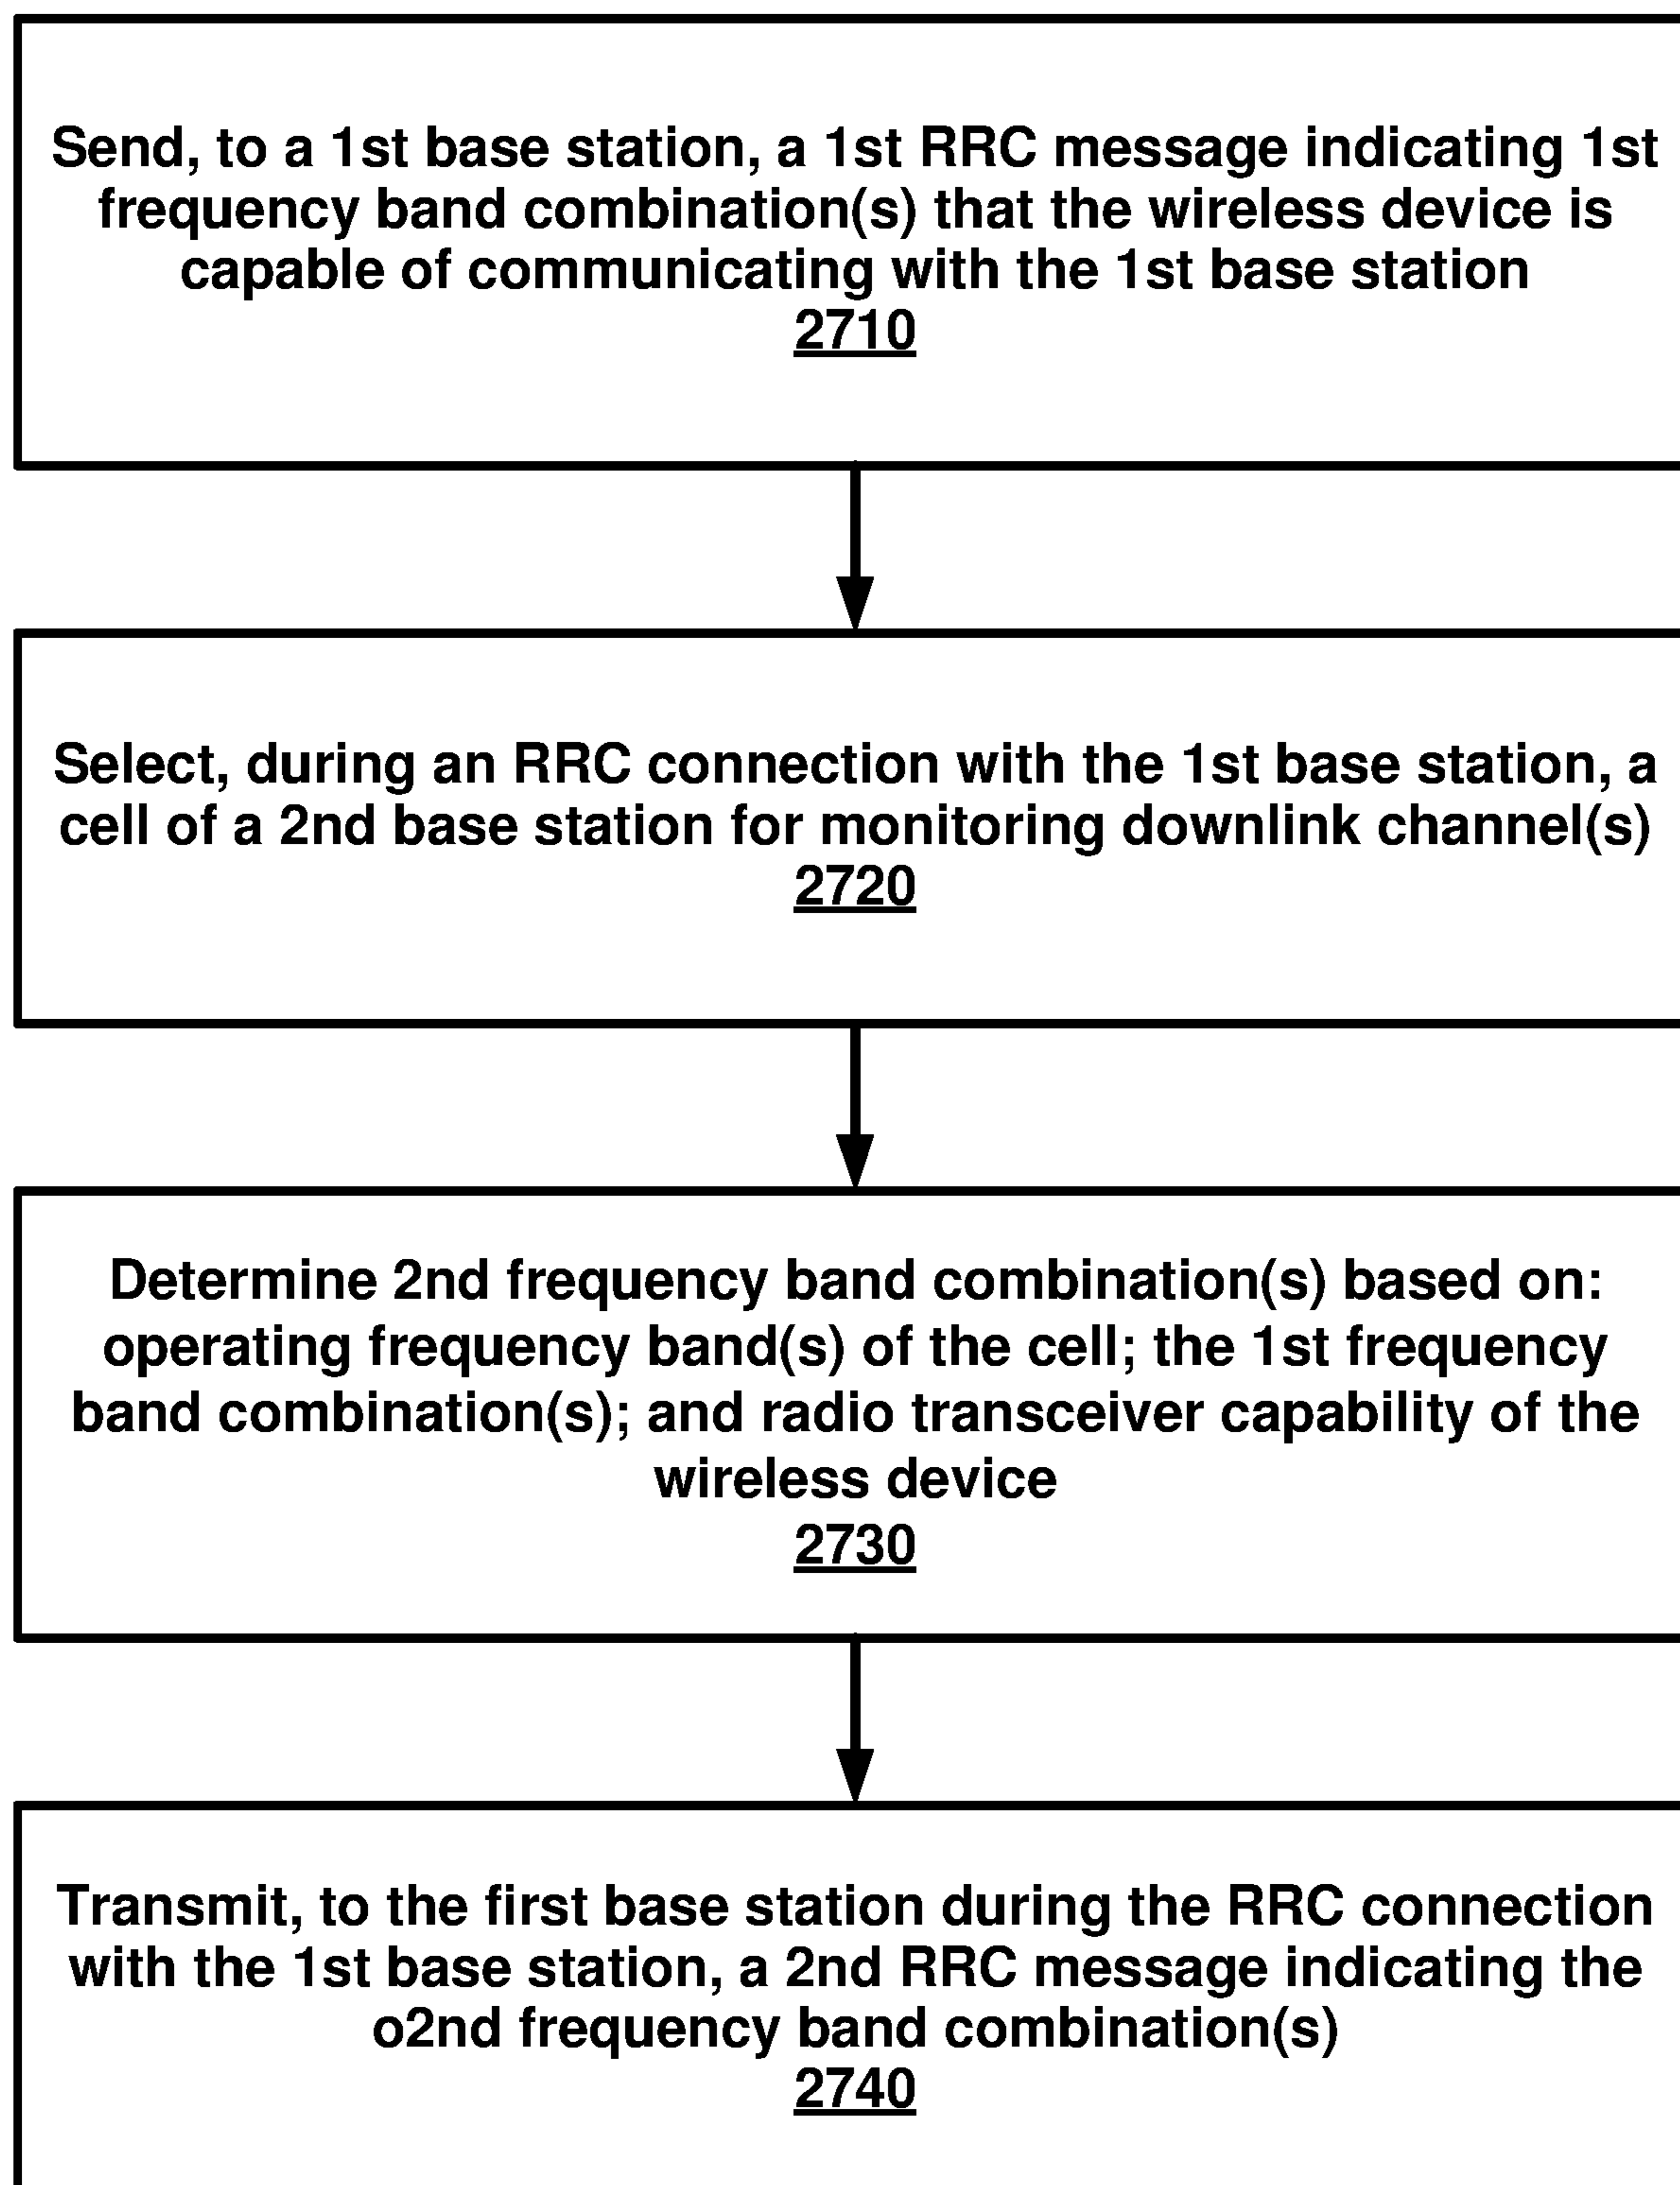 Send, to a 1st base station, a 1st RRC message indicating 1st
frequency band combination(s) that the wireless device is
capable of communicating with the 1st base station
2710
Select, during an RRC connection with the 1st base station, a
cell of a 2nd base station for monitoring downlink channel(s)
2720
Determine 2nd frequency band combination(s) based on:
operating frequency band(s) of the cell; the 1st frequency
band combination(s); and radio transceiver capability of the
wireless device
2730
Transmit, to the first base station during the RRC connection
with the 1st base station, a 2nd RRC message indicating the
o2nd frequency band combination(s)
2740